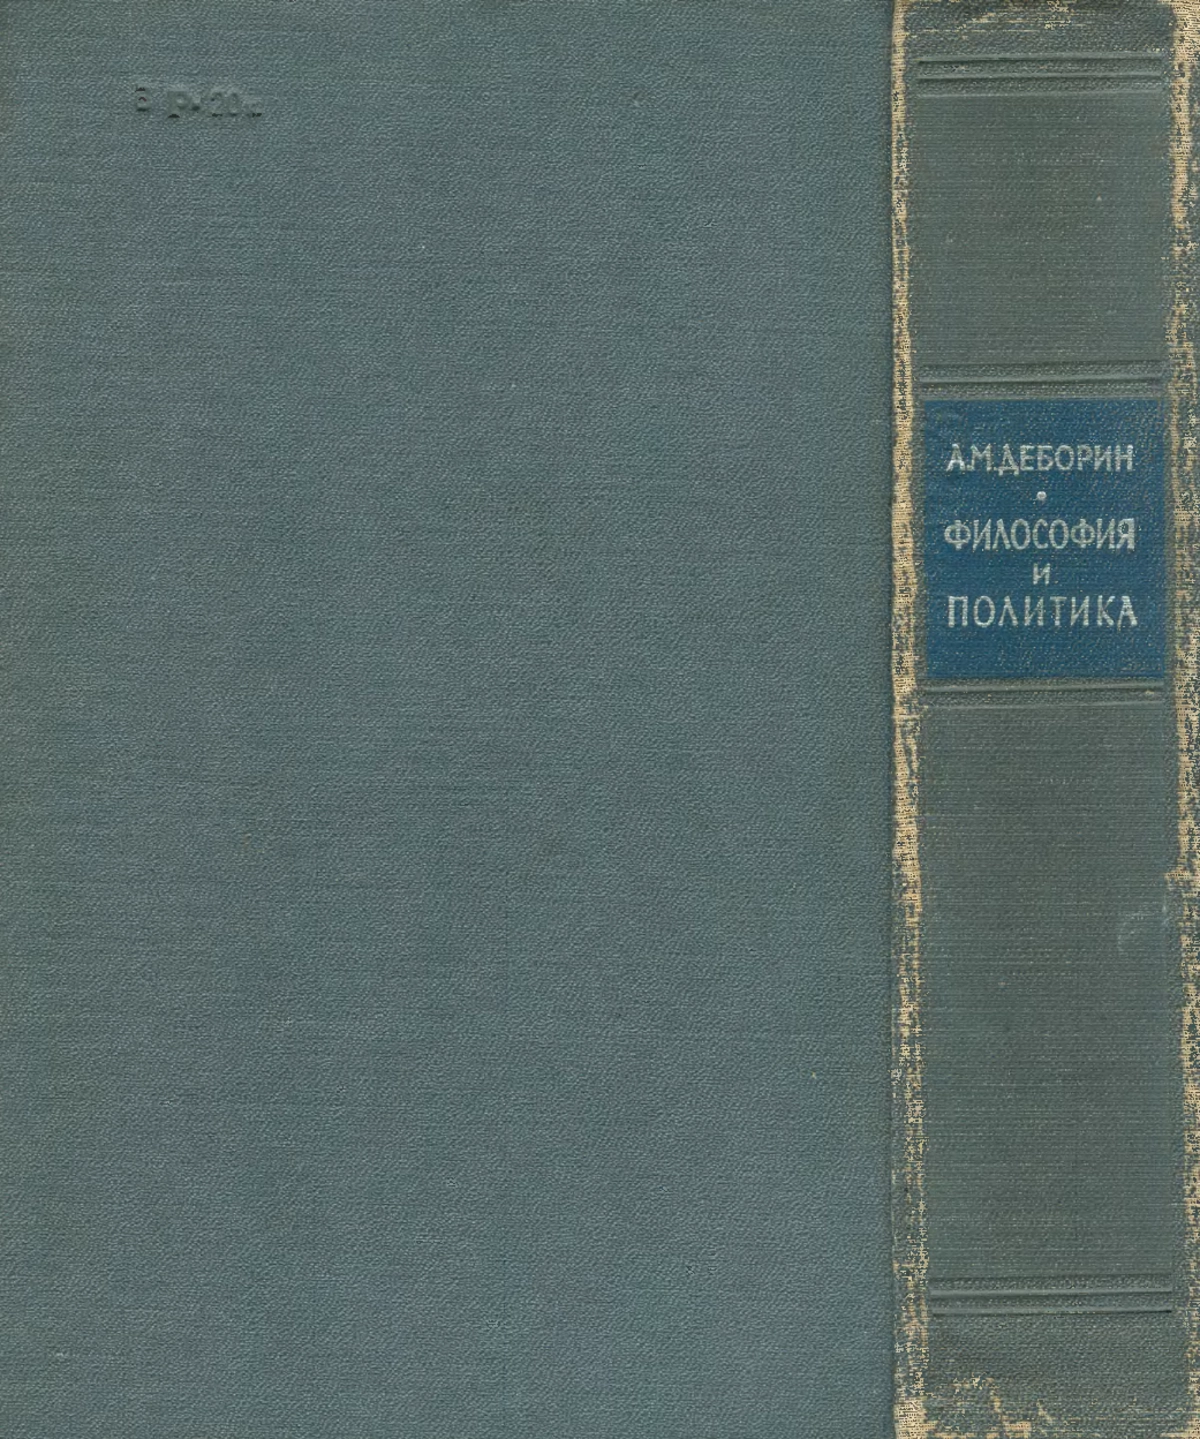 А.М.ДЕБОРИН
•
ФИЛОСОФИЯ
И
ПОЛИТИКА